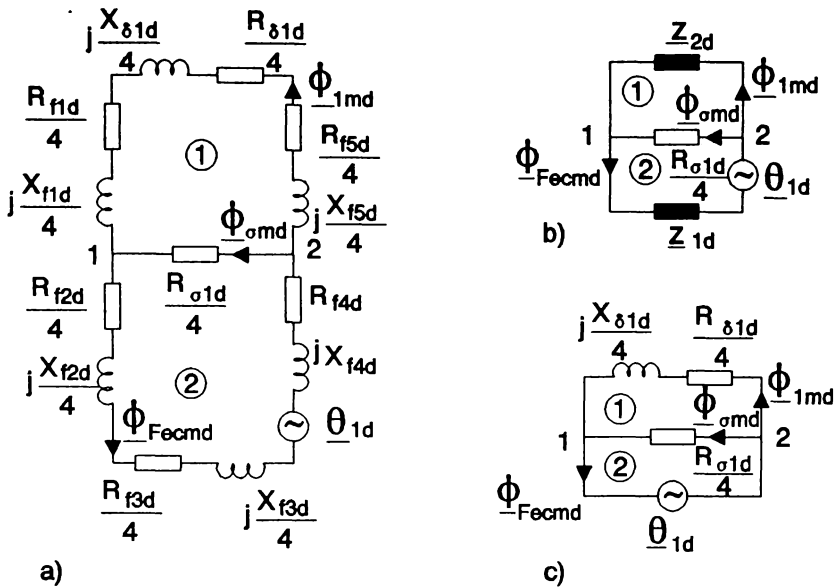 j X_δ1d/4
R_δ1d/4
R_f1d/4
ϕ_1md
①
R_f5d/4
j X_f1d/4
j X_f5d/4
ϕ_σmd
1
2
R_f2d/4
R_σ1d/4
R_f4d
j X_f2d/4
j X_f4d
②
ϕ_Fecmd
θ_1d
R_f3d/4
j X_f3d/4
a)
Z_2d
①
ϕ_1md
ϕ_σmd
1
2
ϕ_Fecmd
②
R_σ1d/4
θ_1d
Z_1d
b)
j X_δ1d/4
R_δ1d/4
ϕ_1md
①
ϕ_σmd
1
2
②
R_σ1d/4
ϕ_Fecmd
θ_1d
c)